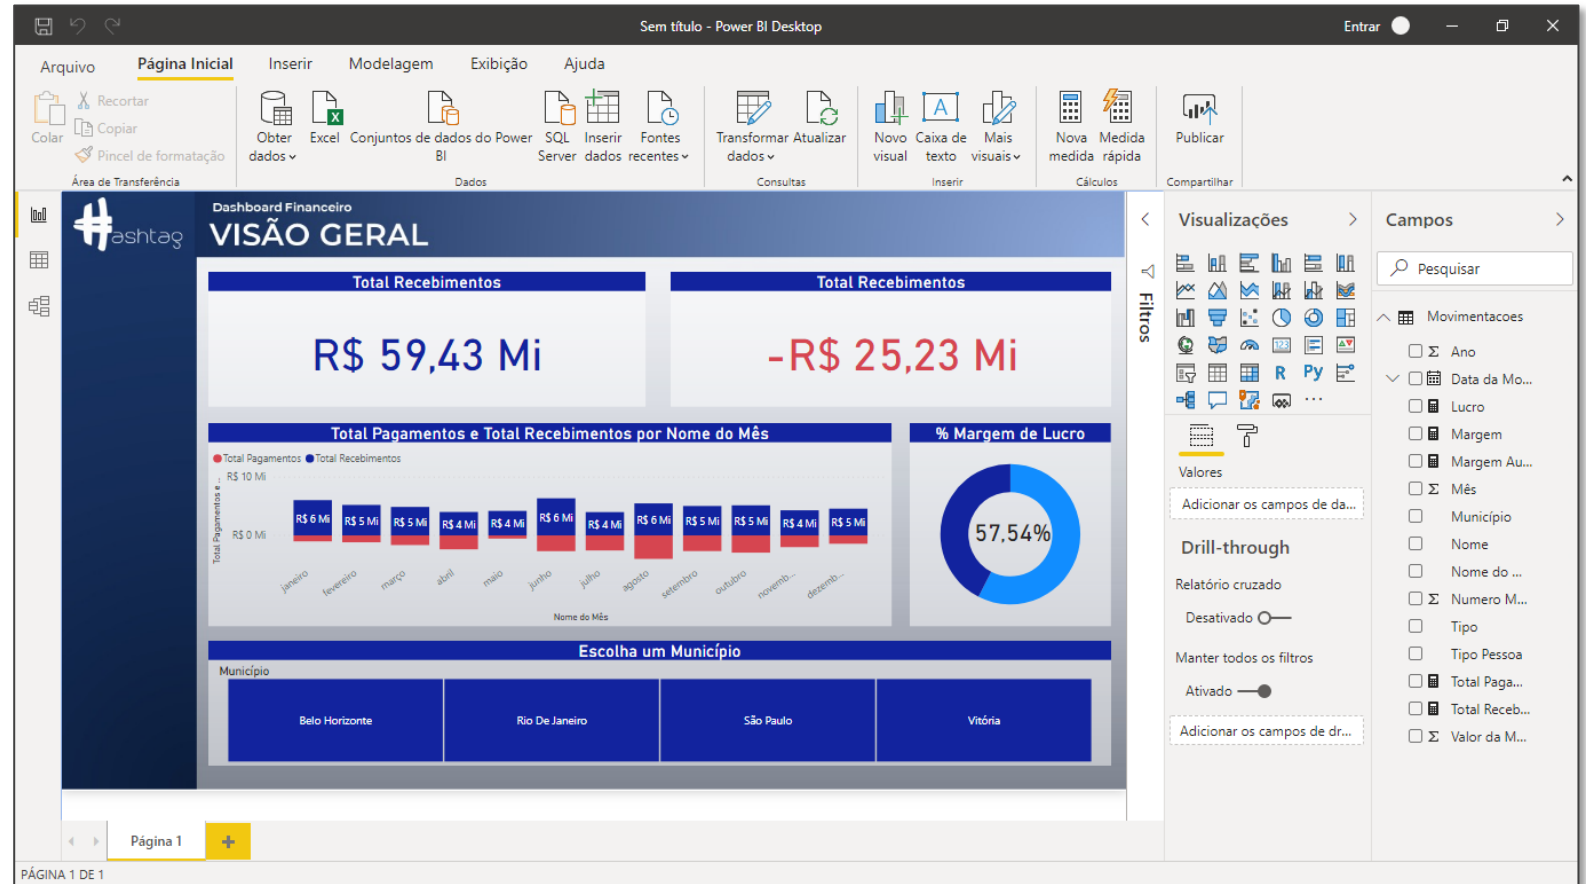 Sem título - Power BI Desktop
Entrar
Arquivo
Página Inicial
Inserir
Modelagem
Exibição
Ajuda
Colar
Recortar
Copiar
Pincel de formatação
Área de Transferência
Obter dados
Excel
Conjuntos de dados do Power BI
SQL Server
Inserir dados
Fontes recentes
Dados
Transformar dados
Atualizar
Consultas
Novo visual
Caixa de texto
Mais visuais
Inserir
Nova medida
Medida rápida
Cálculos
Publicar
Compartilhar
Hashtag
Dashboard Financeiro
VISÃO GERAL
Total Recebimentos
R$ 59,43 Mi
Total Recebimentos
-R$ 25,23 Mi
Total Pagamentos e Total Recebimentos por Nome do Mês
Total Pagamentos
Total Recebimentos
Total Pagamentos e ...
R$ 10 Mi
R$ 0 Mi
R$ 6 Mi
R$ 5 Mi
R$ 5 Mi
R$ 4 Mi
R$ 4 Mi
R$ 6 Mi
R$ 4 Mi
R$ 6 Mi
R$ 5 Mi
R$ 5 Mi
R$ 4 Mi
R$ 5 Mi
janeiro
fevereiro
março
abril
maio
junho
julho
agosto
setembro
outubro
novemb...
dezemb...
Nome do Mês
% Margem de Lucro
57,54%
Escolha um Município
Município
Belo Horizonte
Rio De Janeiro
São Paulo
Vitória
Filtros
Visualizações
123
R
Py
Valores
Adicionar os campos de da...
Drill-through
Relatório cruzado
Desativado
Manter todos os filtros
Ativado
Adicionar os campos de dr...
Campos
Pesquisar
Movimentacoes
Σ Ano
Data da Mo...
Lucro
Margem
Margem Au...
Σ Mês
Município
Nome
Nome do ...
Σ Numero M...
Tipo
Tipo Pessoa
Total Paga...
Total Receb...
Σ Valor da M...
Página 1
PÁGINA 1 DE 1